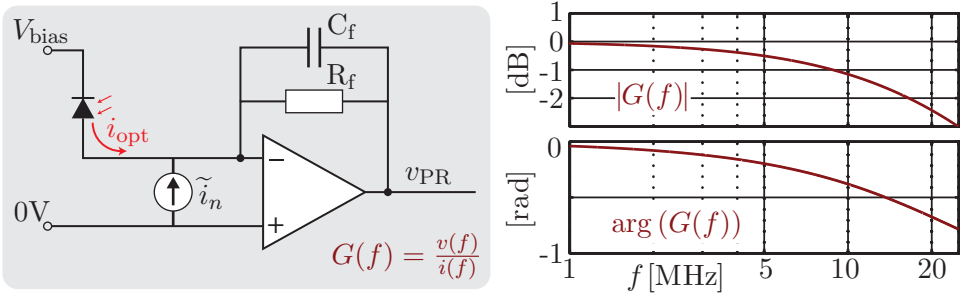 V_bias
C_f
R_f
i_opt
−
ĩ_n
v_PR
0V
+
G(f) = v(f)/i(f)
1
0
-1
-2
[dB]
|G(f)|
0
-1
[rad]
arg (G(f))
1 5 10 20
f [MHz]